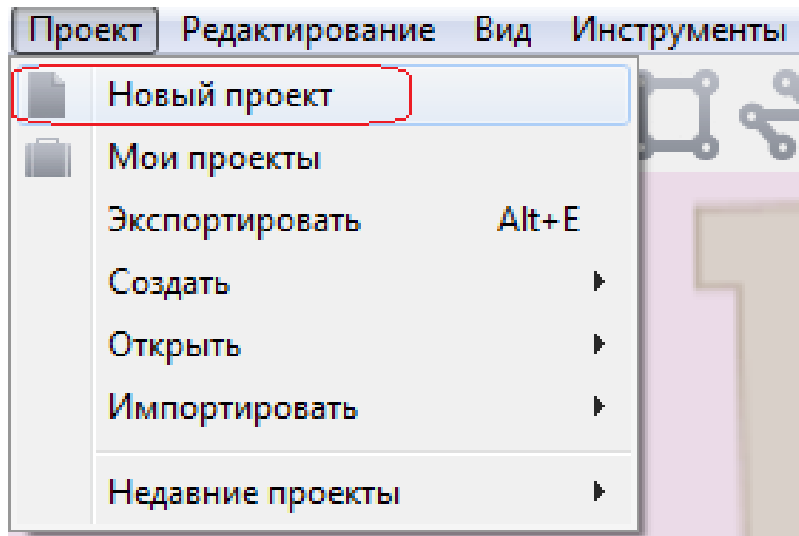 Проект Редактирование Вид Инструменты
Новый проект
Мои проекты
Экспортировать Alt+E
Создать
Открыть
Импортировать
Недавние проекты